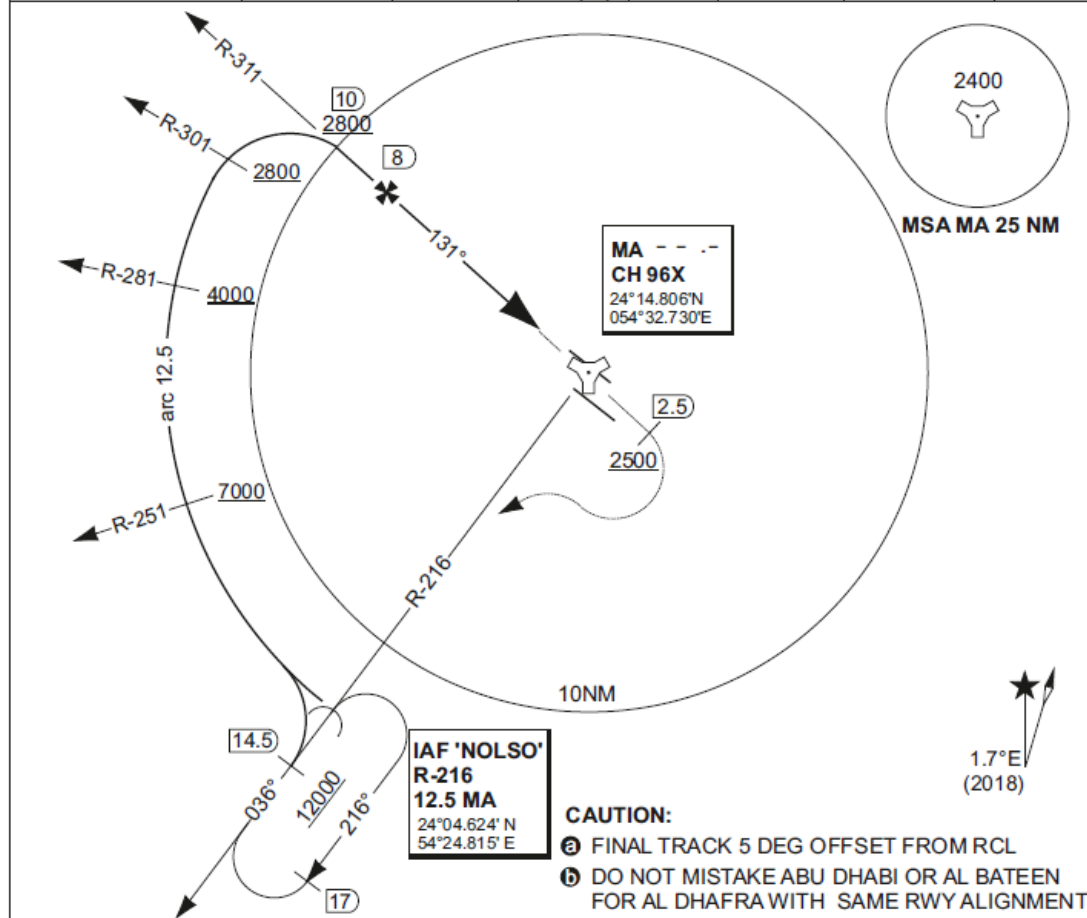 R-311
10
2800
2400
R-301
2800
8
MSA MA 25 NM
131°
MA - - .-
CH 96X
24°14.806'N
054°32.730'E
R-281
4000
arc 12.5
2.5
2500
R-251
7000
R-216
10NM
14.5
036°
12000
216°
17
IAF 'NOLSO'
R-216
12.5 MA
24°04.624' N
54°24.815' E
1.7°E
(2018)
CAUTION:
a FINAL TRACK 5 DEG OFFSET FROM RCL
b DO NOT MISTAKE ABU DHABI OR AL BATEEN
FOR AL DHAFRA WITH SAME RWY ALIGNMENT